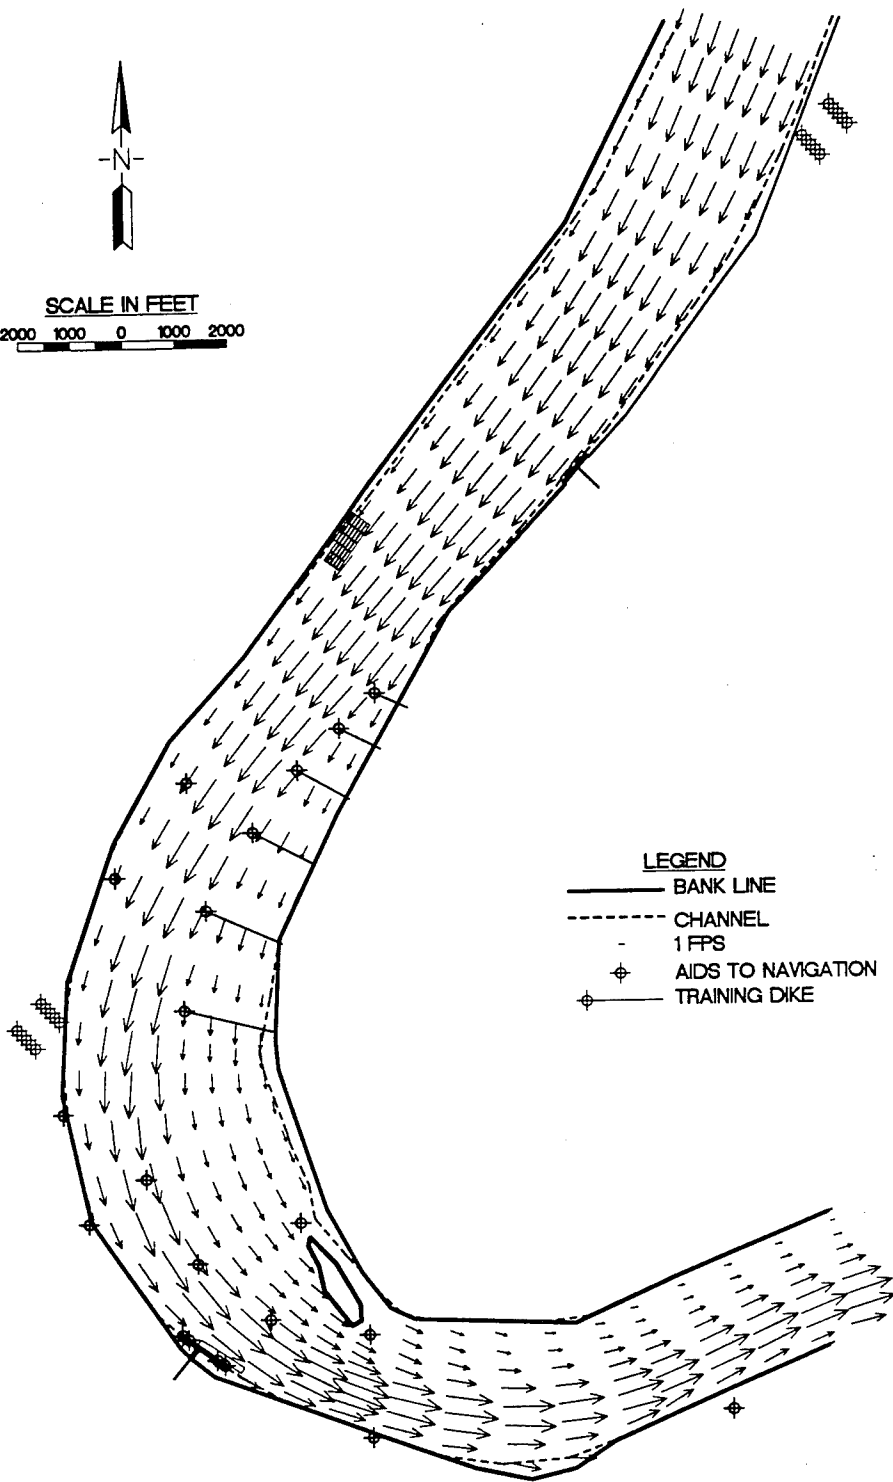 -N-
SCALE IN FEET
2000 1000 0 1000 2000
LEGEND
BANK LINE
CHANNEL
1 FPS
AIDS TO NAVIGATION
TRAINING DIKE